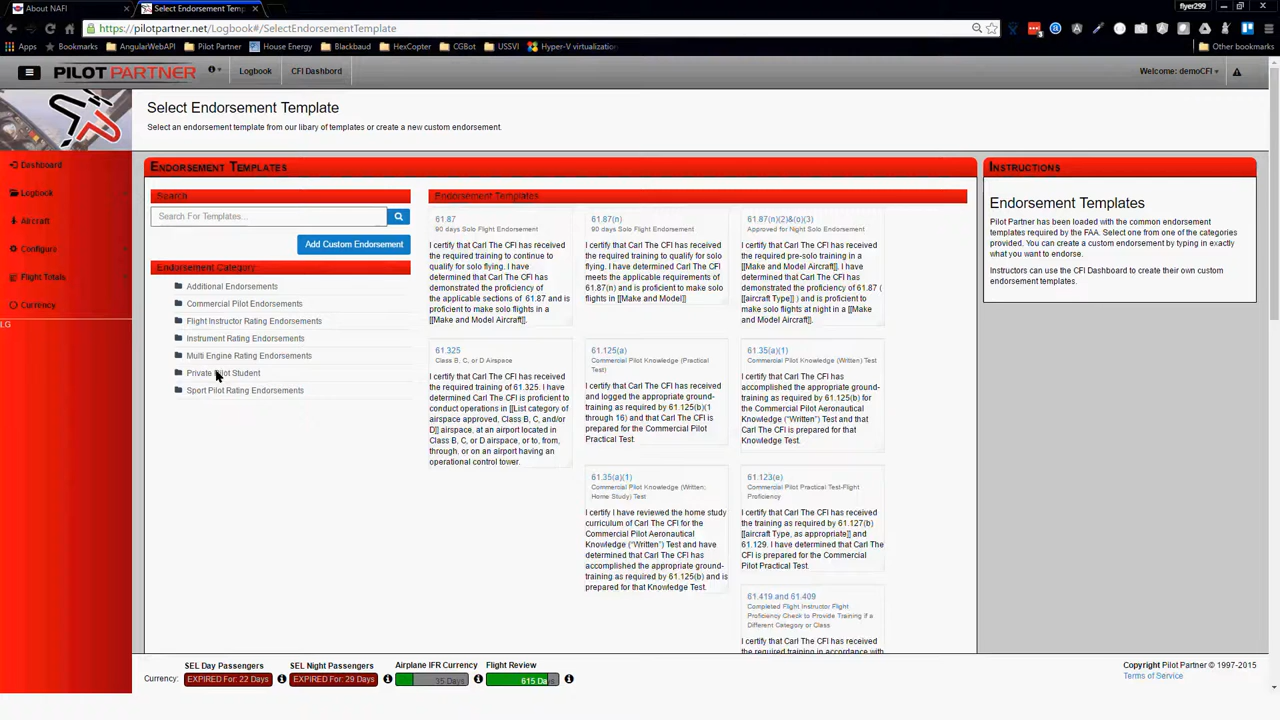 About NAFI
Select Endorsement Temp
flyer299
https://pilotpartner.net/Logbook#/SelectEndorsementTemplate
Apps
Bookmarks
AngularWebAPI
Pilot Partner
House Energy
Blackbaud
HexCopter
CGBot
USSVI
Hyper-V virtualization
Other bookmarks
PILOT PARTNER
Logbook
CFI Dashbord
Welcome: demoCFI
Select Endorsement Template
Select an endorsement template from our libary of templates or create a new custom endorsement.
Dashboard
Logbook
Aircraft
Configure
Flight Totals
Currency
LG
ENDORSEMENT TEMPLATES
Search
Search For Templates...
Add Custom Endorsement
Endorsement Category
Additional Endorsements
Commercial Pilot Endorsements
Flight Instructor Rating Endorsements
Instrument Rating Endorsements
Multi Engine Rating Endorsements
Private Pilot Student
Sport Pilot Rating Endorsements
Endorsement Templates
61.87
90 days Solo Flight Endorsement
I certify that Carl The CFI has received
the required training to continue to
qualify for solo flying. I have
determined that Carl The CFI has
demonstrated the proficiency of
the applicable sections of 61.87 and is
proficient to make solo flights in a
[[Make and Model Aircraft]].
61.87(n)
90 days Solo Flight Endorsement
I certify that Carl The CFI has received
the required training to qualify for solo
flying. I have determined that Carl The
CFI meets the applicable requirements of
61.87(n) and is proficient to make solo
flights in [[Make and Model]]
61.87(n)(2)&(o)(3)
Approved for Night Solo Endorsement
I certify that Carl The CFI has received
the required pre-solo training in a
[[Make and Model Aircraft]]. I have
determined that Carl The CFI has
demonstrated the proficiency of 61.87 (
[[aircraft Type]] ) and is proficient to
make solo flights at night in a [[Make
and Model Aircraft]].
61.325
Class B, C, or D Airspace
I certify that Carl The CFI has received
the required training of 61.325. I have
determined Carl The CFI is proficient to
conduct operations in [[List category of
airspace approved, Class B, C, and/or
D]] airspace, at an airport located in
Class B, C, or D Airspace, or to, from,
through, or on an airport having an
operational control tower.
61.125(a)
Commercial Pilot Knowledge (Practical
Test)
I certify that Carl The CFI has received
and logged the appropriate ground-
training as required by 61.125(b)(1
through 16) and that Carl The CFI is
prepared for the Commercial Pilot
Practical Test.
61.35(a)(1)
Commercial Pilot Knowledge (Written) Test
I certify that Carl The CFI has
accomplished the appropriate ground-
training as required by 61.125(b) for
the Commercial Pilot Aeronautical
Knowledge ("Written") Test and that
Carl The CFI is prepared for that
Knowledge Test.
61.35(a)(1)
Commercial Pilot Knowledge (Written;
Home Study) Test
I certify I have reviewed the home study
curriculum of Carl The CFI for the
Commercial Pilot Aeronautical
Knowledge ("Written") Test and have
determined that Carl The CFI has
accomplished the appropriate ground-
training as required by 61.125(b) and is
prepared for that Knowledge Test.
61.123(e)
Commercial Pilot Practical Test-Flight
Proficiency
I certify that Carl The CFI has received
the training as required by 61.127(b)
[[aircraft Type, as appropriate]] and
61.129. I have determined that Carl The
CFI is prepared for the Commercial
Pilot Practical Test.
61.419 and 61.409
Completed Flight Instructor Flight
Proficiency Check to Provide Training if a
Different Category or Class
I certify that Carl The CFI has received
the required training in accordance with
INSTRUCTIONS
Endorsement Templates
Pilot Partner has been loaded with the common endorsement
templates required by the FAA. Select one from one of the categories
provided. You can create a custom endorsement by typing in exactly
what you want to endorse.
Instructors can use the CFI Dashboard to create their own custom
endorsement templates.
Currency:
SEL Day Passengers
EXPIRED For: 22 Days
SEL Night Passengers
EXPIRED For: 29 Days
Airplane IFR Currency
35 Days
Flight Review
615 Da
Copyright Pilot Partner © 1997-2015
Terms of Service